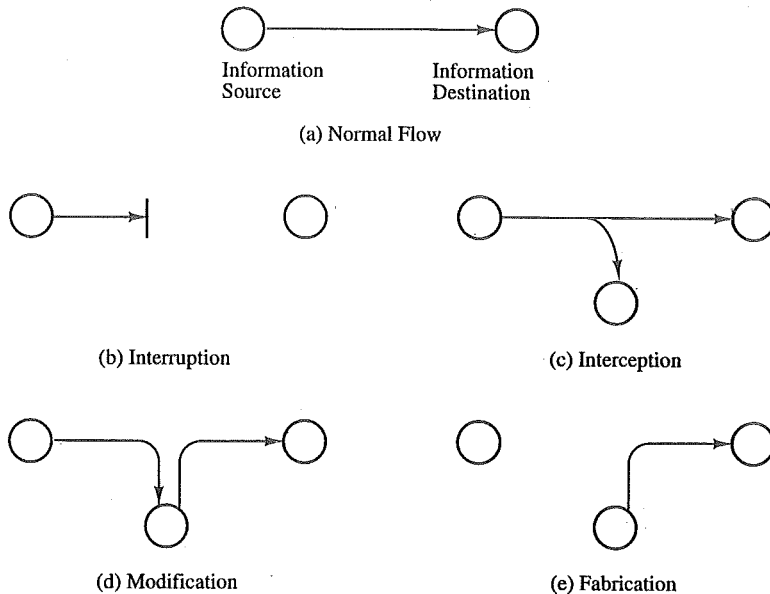 Information
Source
Information
Destination
(a) Normal Flow
(b) Interruption
(c) Interception
(d) Modification
(e) Fabrication